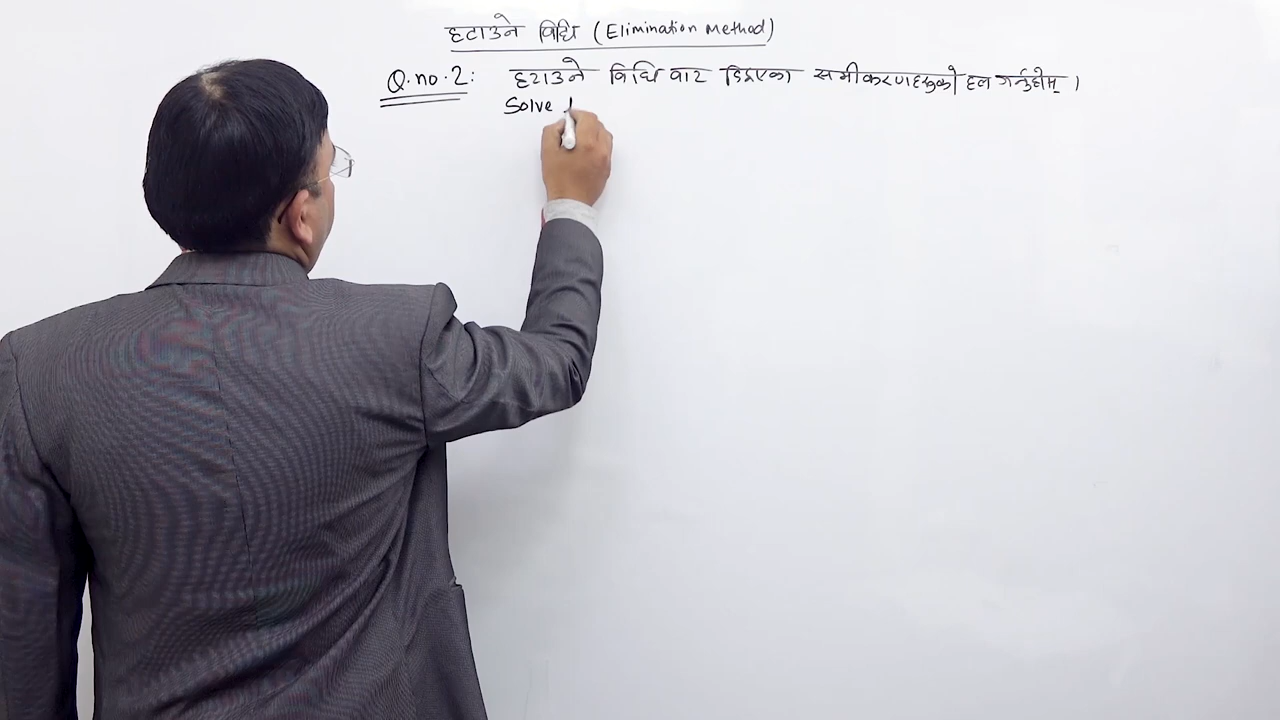 हटाउने विधि (Elimination Method)
Q.no.2: हटाउने विधि बाट दिइएका समीकरणहरुको हल गर्नुहोस् ।
Solve